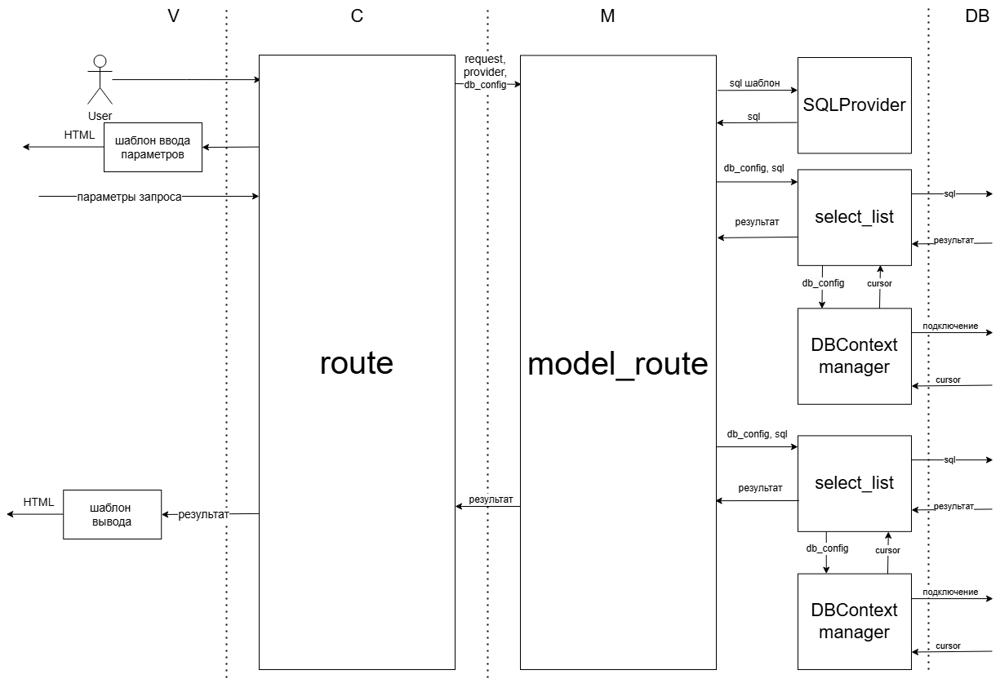 V
C
M
DB
User
request,
provider,
db_config
sql шаблон
SQLProvider
sql
HTML
шаблон ввода
параметров
db_config, sql
параметры запроса
sql
select_list
результат
результат
db_config
cursor
подключение
DBContext
manager
cursor
route
model_route
db_config, sql
sql
select_list
результат
результат
результат
HTML
шаблон
вывода
результат
db_config
cursor
подключение
DBContext
manager
cursor